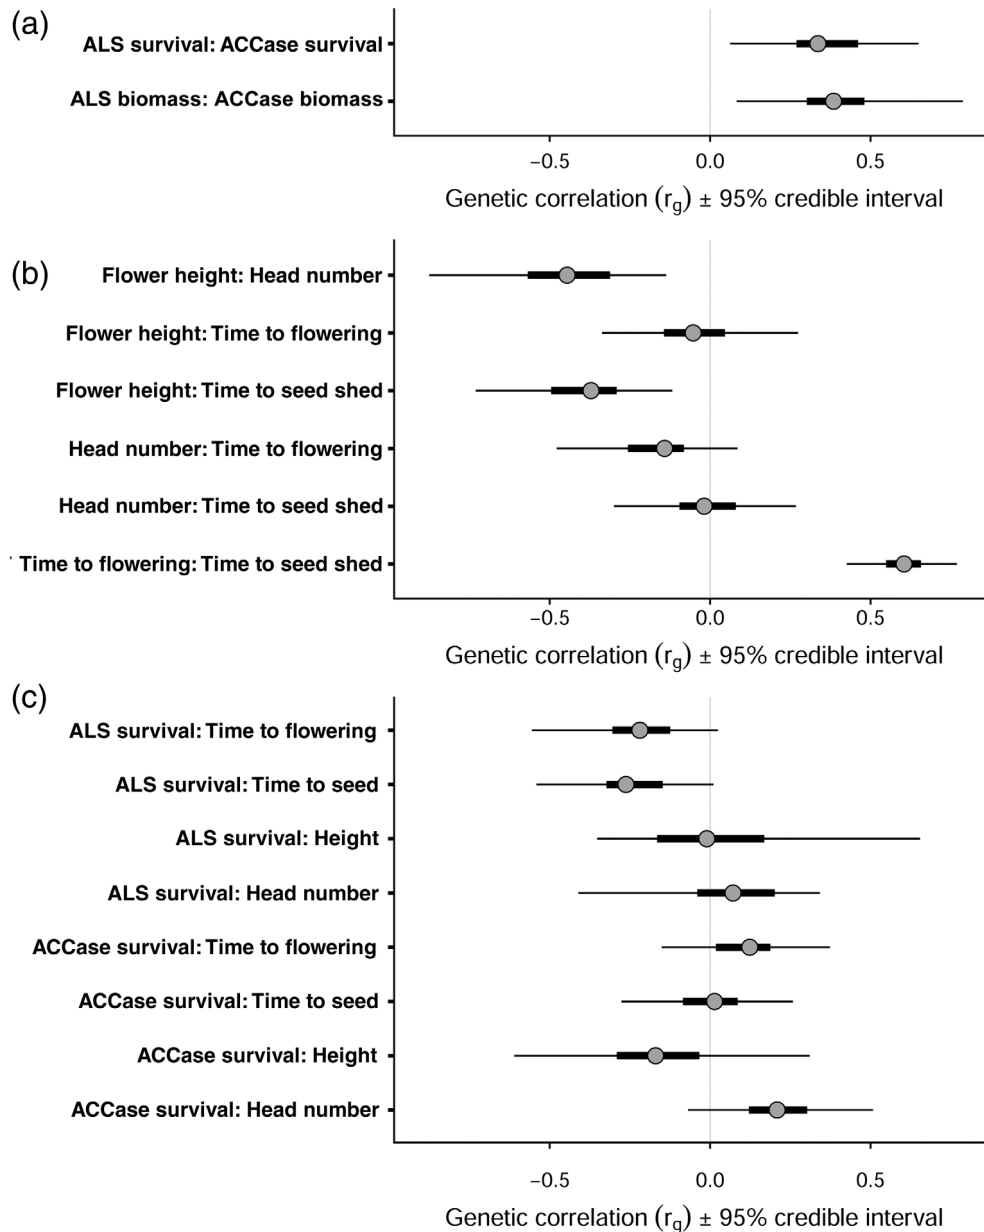 (a)
ALS survival: ACCase survival
ALS biomass: ACCase biomass
−0.5 0.0 0.5
Genetic correlation (rg) ± 95% credible interval
(b)
Flower height: Head number
Flower height: Time to flowering
Flower height: Time to seed shed
Head number: Time to flowering
Head number: Time to seed shed
Time to flowering: Time to seed shed
−0.5 0.0 0.5
Genetic correlation (rg) ± 95% credible interval
(c)
ALS survival: Time to flowering
ALS survival: Time to seed
ALS survival: Height
ALS survival: Head number
ACCase survival: Time to flowering
ACCase survival: Time to seed
ACCase survival: Height
ACCase survival: Head number
−0.5 0.0 0.5
Genetic correlation (rg) ± 95% credible interval